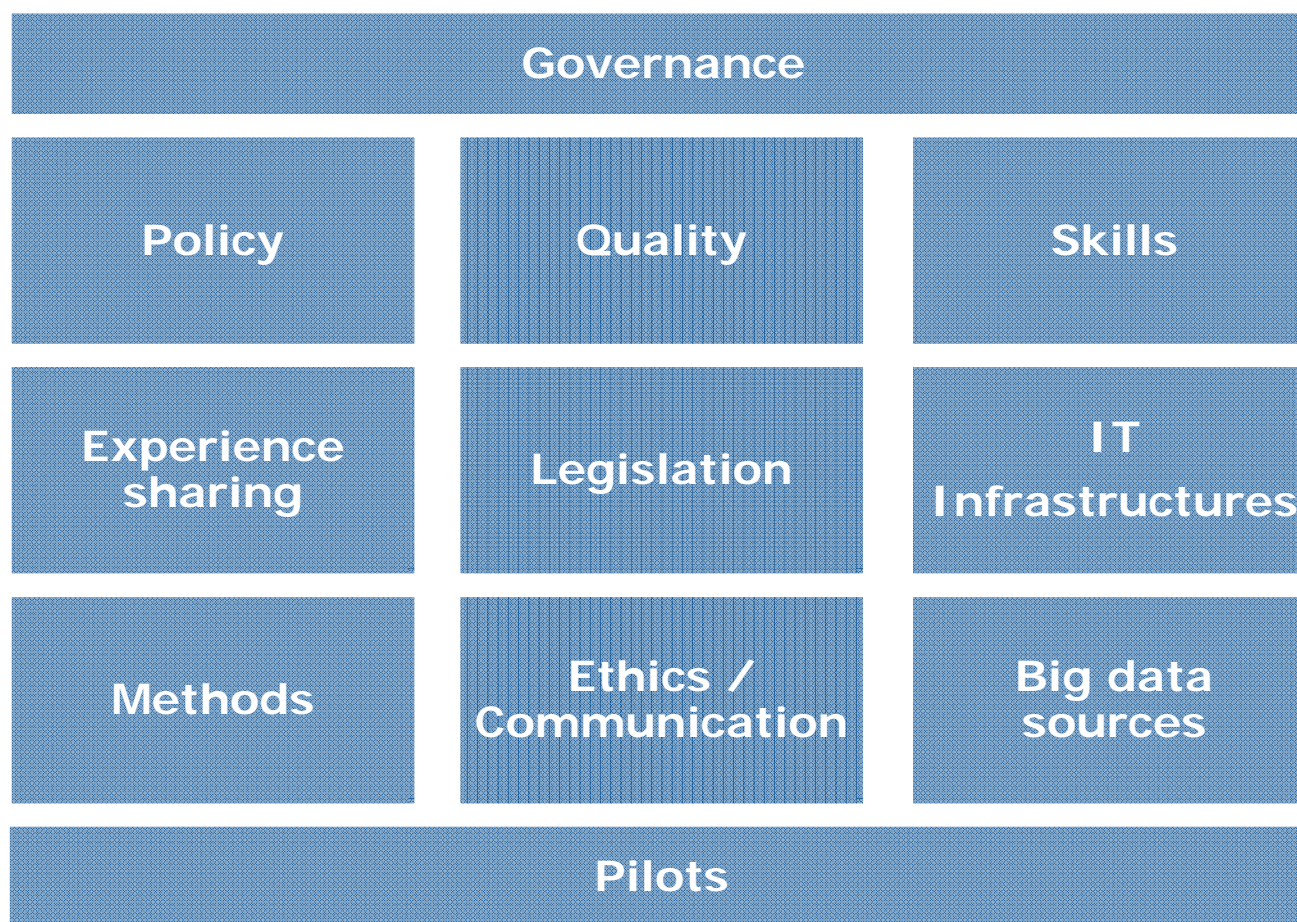 Governance
Policy
Quality
Skills
Experience
sharing
Legislation
IT
Infrastructures
Methods
Ethics /
Communication
Big data
sources
Pilots